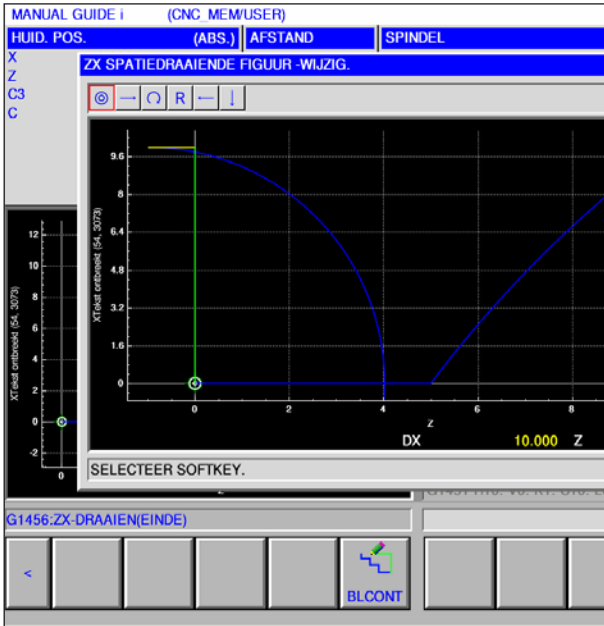 MANUAL GUIDE i (CNC_MEM/USER)
HUID. POS. (ABS.) AFSTAND SPINDEL
X
Z
C3
C
ZX SPATIEDRAAIENDE FIGUUR -WIJZIG.
R
9.6
8
6.4
4.8
3.2
1.6
0
XTekst ontbreekt (54, 3073)
0 2 4 6 8
Z
DX 10.000 Z
SELECTEER SOFTKEY.
12
10
8
6
4
2
0
-2
XTekst ontbreekt (54, 3073)
0
G1456:ZX-DRAAIEN(EINDE)
<
BLCONT